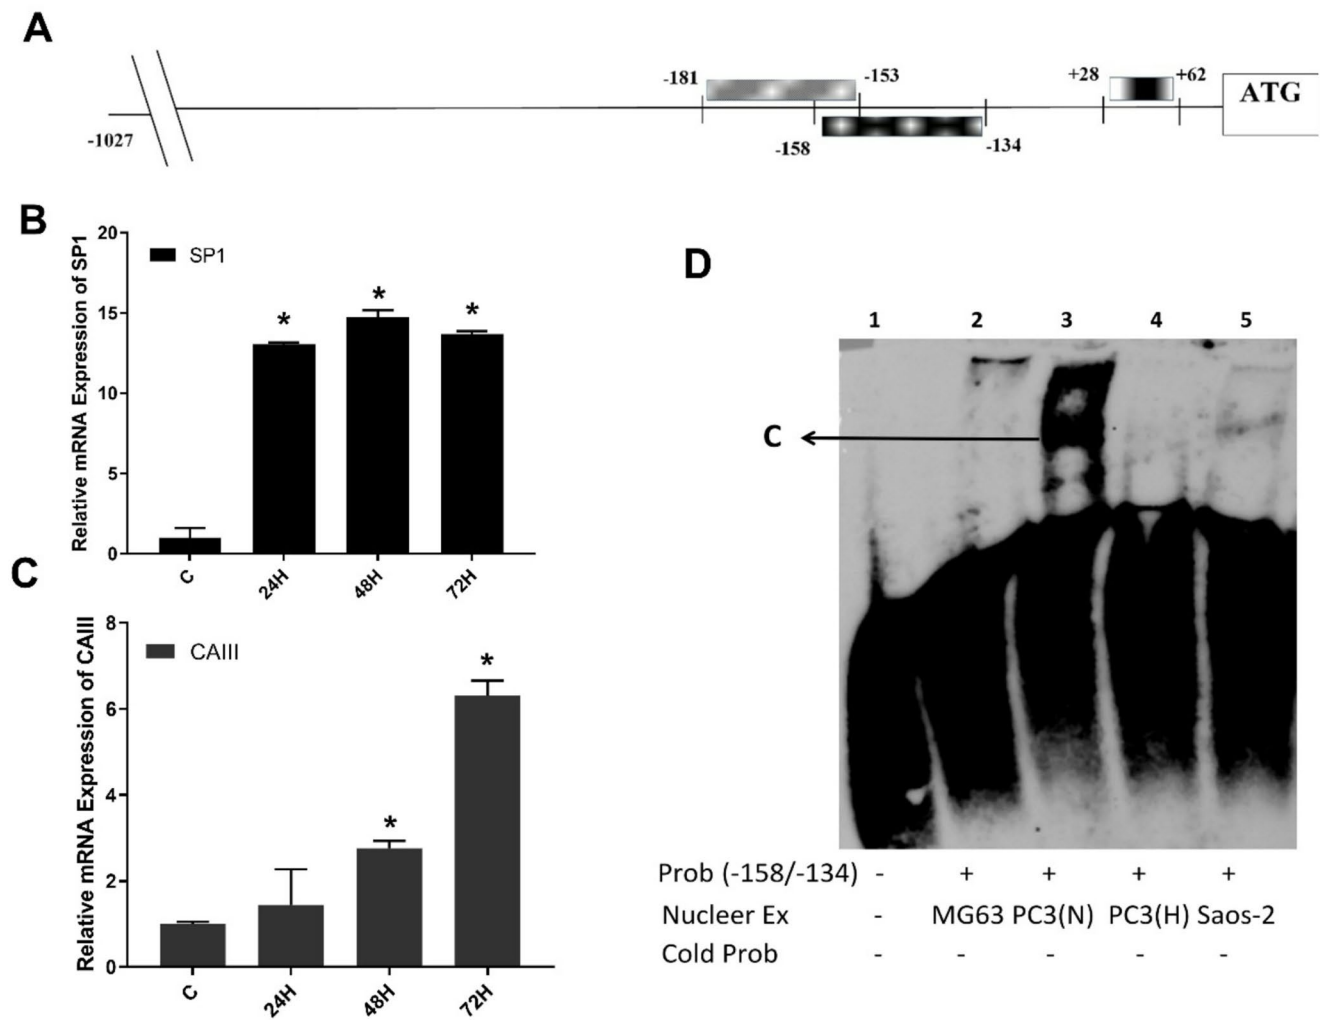 A
-181
-153
+28
+62
ATG
-1027
-158
-134
B
Relative mRNA Expression of SP1
20
15
10
5
0
SP1
*
*
*
C
24H
48H
72H
C
Relative mRNA Expression of CAIII
8
6
4
2
0
CAIII
*
*
C
24H
48H
72H
D
1 2 3 4 5
C
Prob (-158/-134) - + + + +
Nucleer Ex - MG63 PC3(N) PC3(H) Saos-2
Cold Prob - - - - -